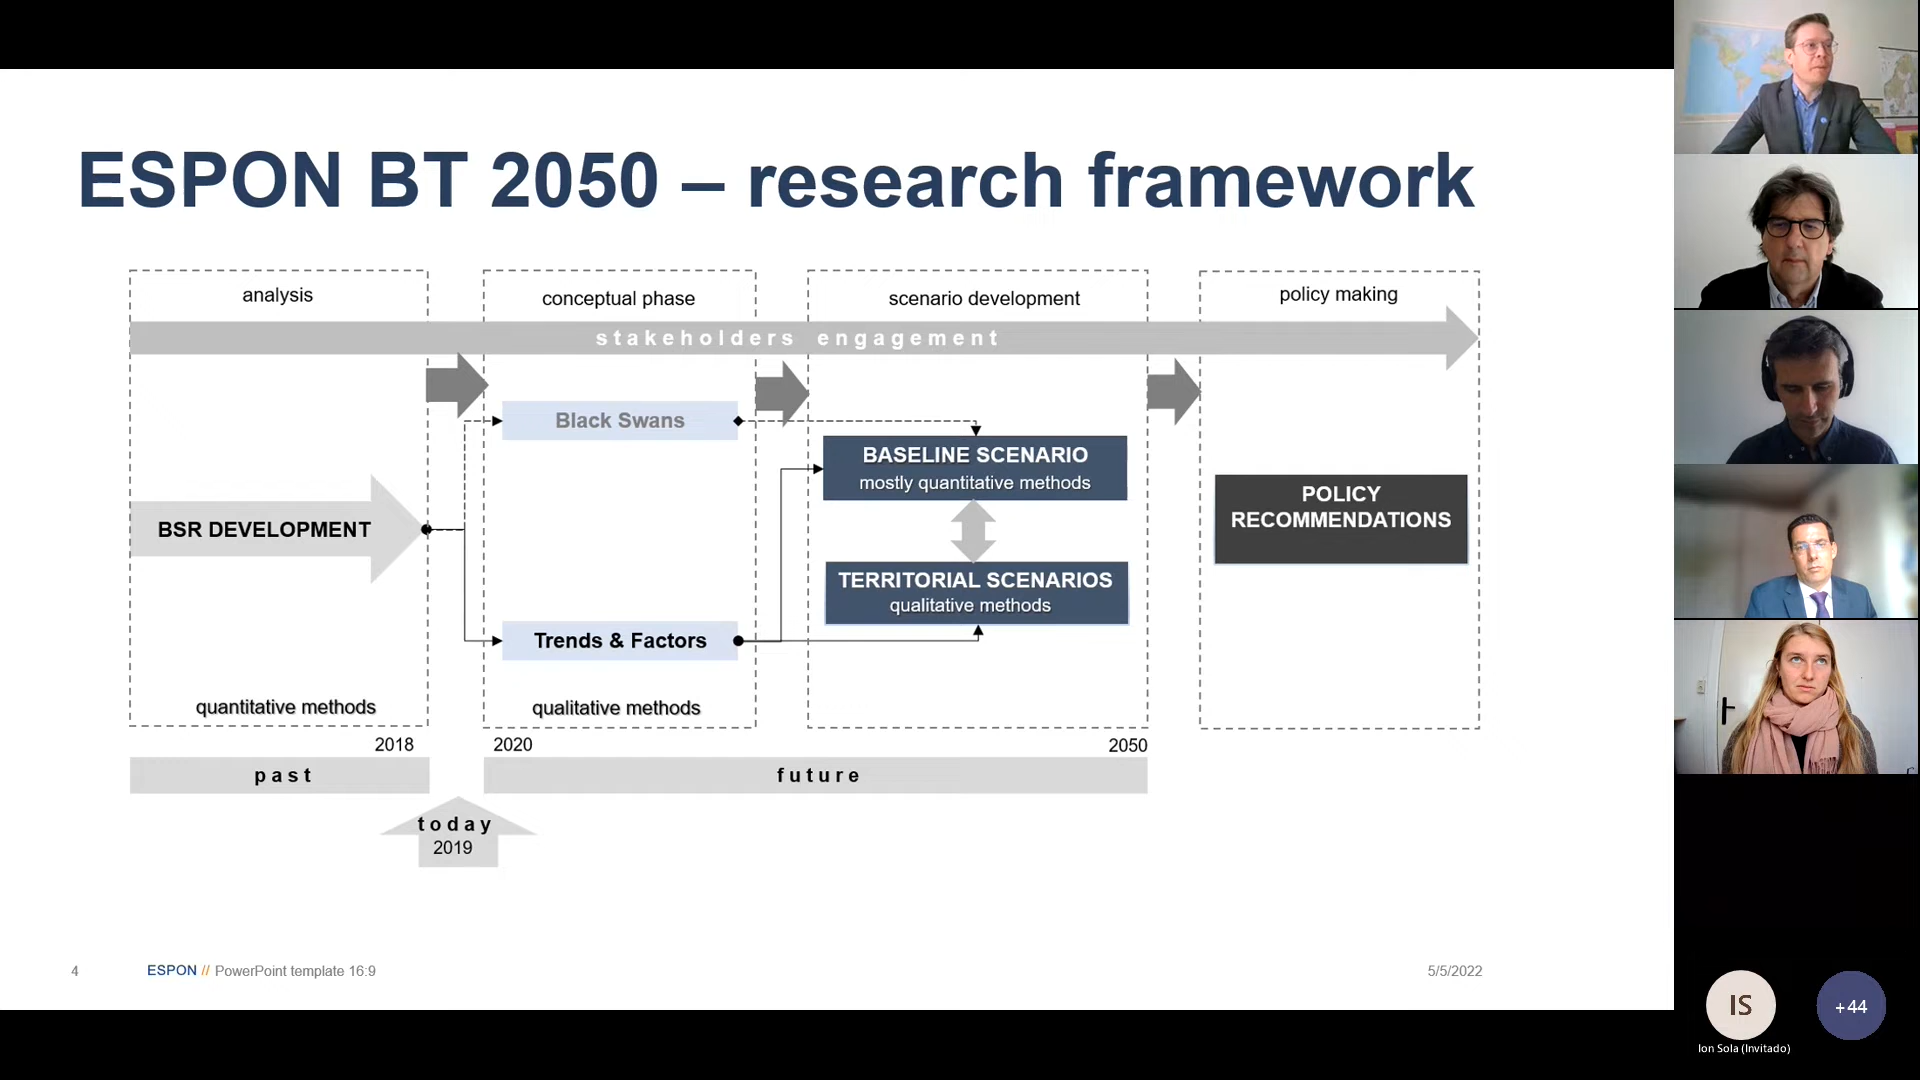 ESPON BT 2050 – research framework
analysis
conceptual phase
scenario development
policy making
stakeholders engagement
Black Swans
BASELINE SCENARIO
mostly quantitative methods
POLICY
RECOMMENDATIONS
BSR DEVELOPMENT
TERRITORIAL SCENARIOS
qualitative methods
Trends & Factors
quantitative methods
qualitative methods
2018
2020
2050
past
future
today
2019
4
ESPON // PowerPoint template 16:9
5/5/2022
IS
+44
Ion Sola (Invitado)